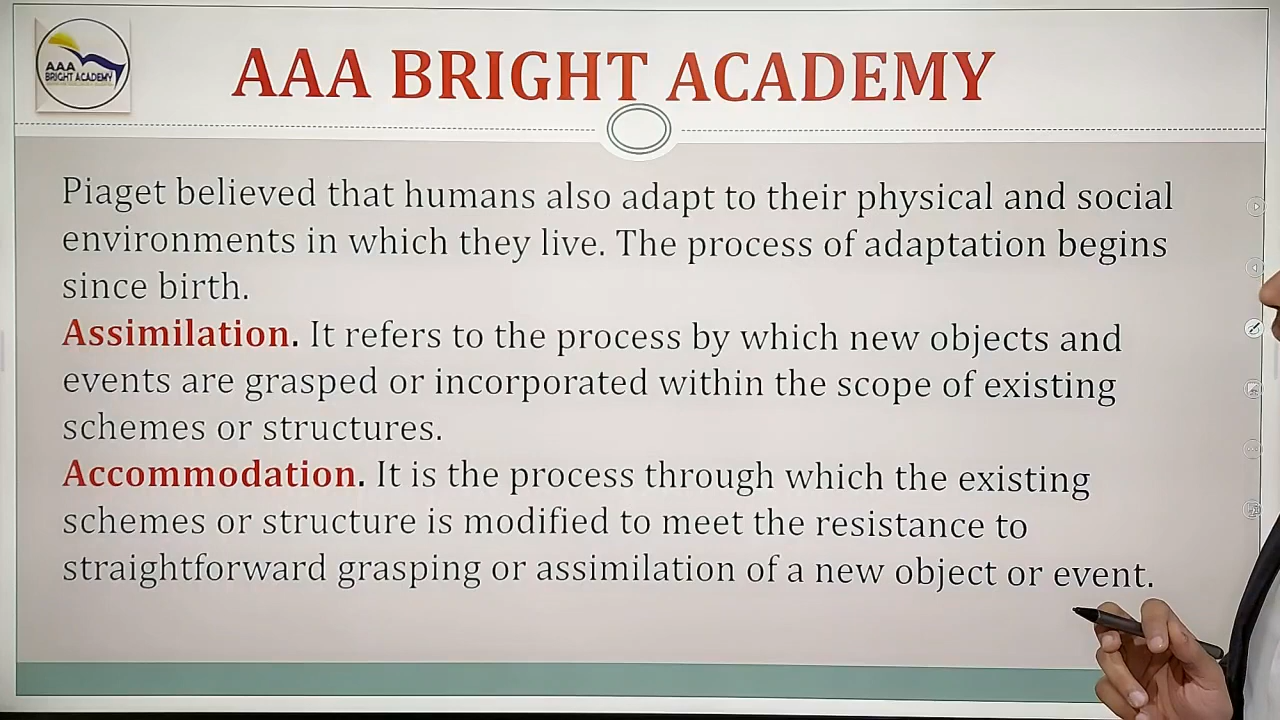 AAA
BRIGHT ACADEMY
AAA BRIGHT ACADEMY
Piaget believed that humans also adapt to their physical and social
environments in which they live. The process of adaptation begins
since birth.
Assimilation. It refers to the process by which new objects and
events are grasped or incorporated within the scope of existing
schemes or structures.
Accommodation. It is the process through which the existing
schemes or structure is modified to meet the resistance to
straightforward grasping or assimilation of a new object or event.